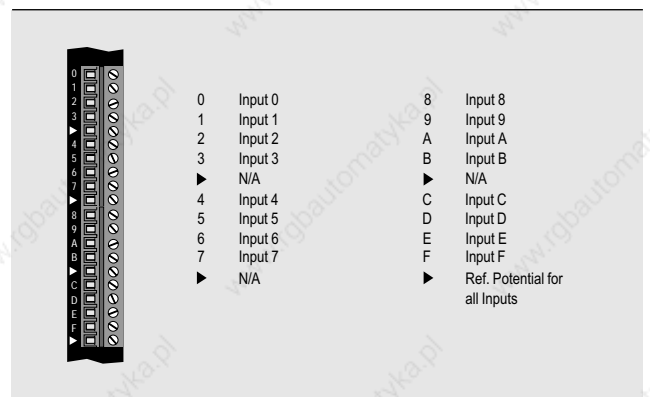 0
1
2
3
▶
4
5
6
7
▶
8
9
A
B
▶
C
D
E
F
▶
0 Input 0
1 Input 1
2 Input 2
3 Input 3
▶ N/A
4 Input 4
5 Input 5
6 Input 6
7 Input 7
▶ N/A
8 Input 8
9 Input 9
A Input A
B Input B
▶ N/A
C Input C
D Input D
E Input E
F Input F
▶ Ref. Potential for
all Inputs
www.rgbautomatyka.pl